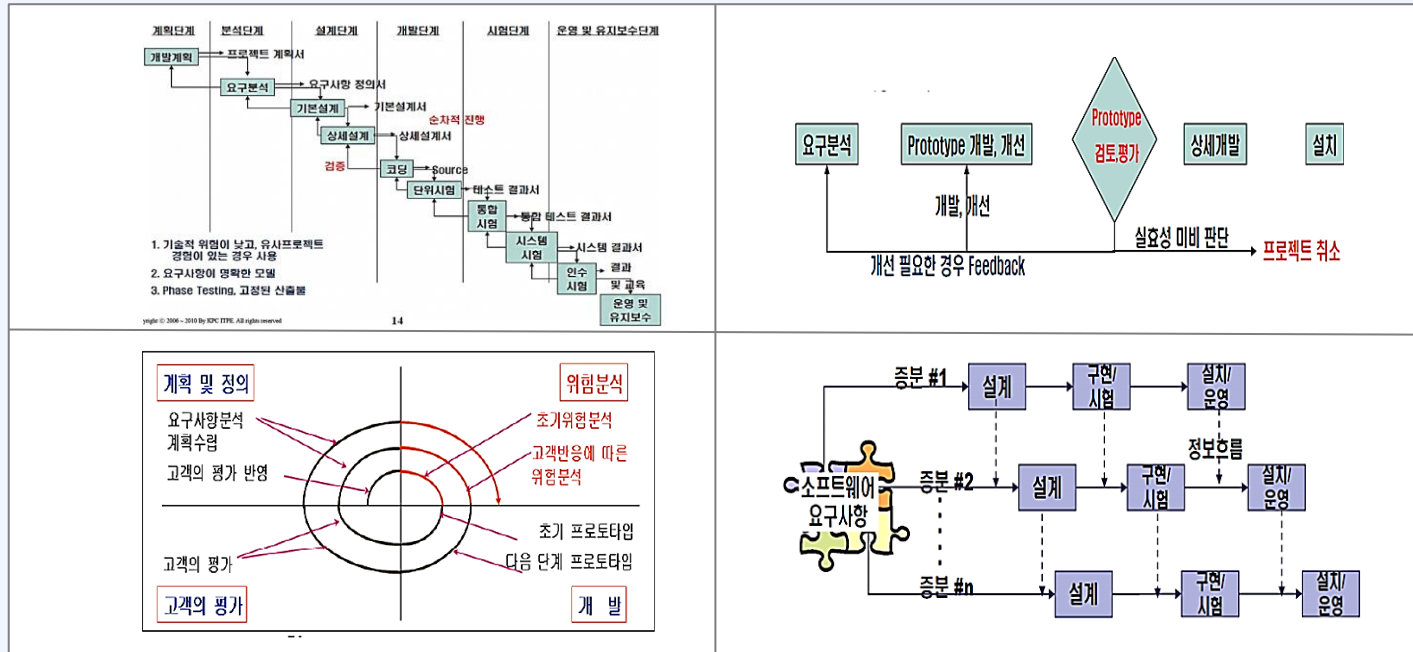 계획단계 분석단계 설계단계 개발단계 시험단계 운영 및 유지보수단계
개발계획 프로젝트 계획서
요구분석 요구사항 정의서
기본설계 기본설계서
순차적 진행
상세설계 상세설계서
검증
코딩 Source
단위시험 테스트 결과서
통합
시험
통합 테스트 결과서
시스템
시험
시스템 결과서
인수
시험
결과
및 교육
운영 및
유지보수
1. 기술적 위험이 낮고, 유사프로젝트
경험이 있는 경우 사용
2. 요구사항이 명확한 모델
3. Phase Testing, 고정된 산출물
yright © 2006 – 2010 By KPC ITPE. All rights reserved
14
요구분석
Prototype 개발, 개선
Prototype
검토,평가
상세개발
설치
개발, 개선
실효성 미비 판단
프로젝트 취소
개선 필요한 경우 Feedback
계획 및 정의
위험분석
요구사항분석
계획수립
고객의 평가 반영
초기위험분석
고객반응에 따른
위험분석
고객의 평가
초기 프로토타입
다음 단계 프로토타입
고객의 평가
개 발
소프트웨어
요구사항
증분 #1
설계
구현/
시험
설치/
운영
정보흐름
증분 #2
설계
구현/
시험
설치/
운영
증분 #n
설계
구현/
시험
설치/
운영